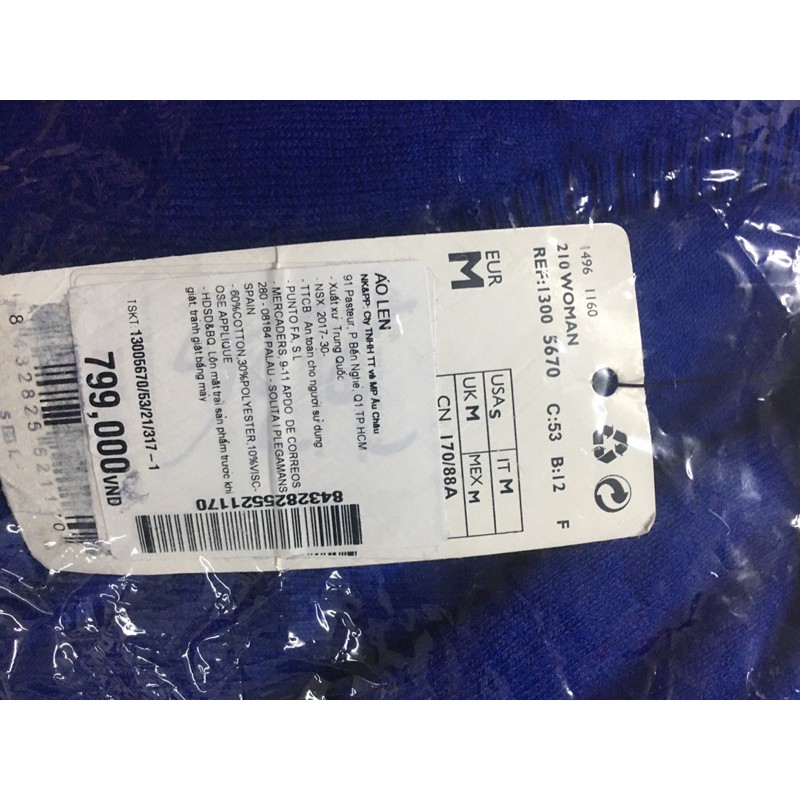 1496 1160
210 WOMAN
REF:1300 5670 C:53 B:12 F
EUR
M
USA S
IT M
UK M
MEX M
CN 170/88A
ÁO LEN
NK&PP: Cty TNHH TT và MP Âu Châu
91 Pasteur, P Bến Nghé, Q1 TP.HCM
- Xuất xứ: Trung Quốc
- NSX: 2017-30-
- TTCB: An toàn cho người sử dụng
- PUNTO FA, S.L
- MERCADERS, 9-11 APDO DE CORREOS
280 - 08184 PALAU - SOLITA I PLEGAMANS
SPAIN
- 60%COTTON,30%POLYESTER,10%VISC-
OSE APPLIQUE
- HDSD&BQ: Lộn mặt trái sản phẩm trước khi
giặt, tránh giặt bằng máy
8432825521170
799,000VND
TSKT: 13005670/53/21/317-1